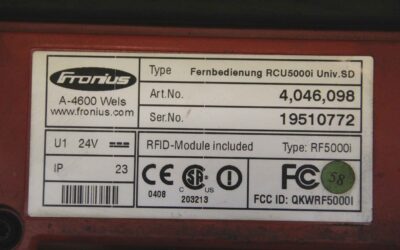 Fronius
A-4600 Wels
www.fronius.com
Type Fernbedienung RCU5000i Univ.SD
Art.No. 4,046,098
Ser.No. 19510772
U1 24V
IP 23
RFID-Module included Type: RF5000i
CE 0408
C SA US 203213
FC 58
FCC ID: QKWRF5000I